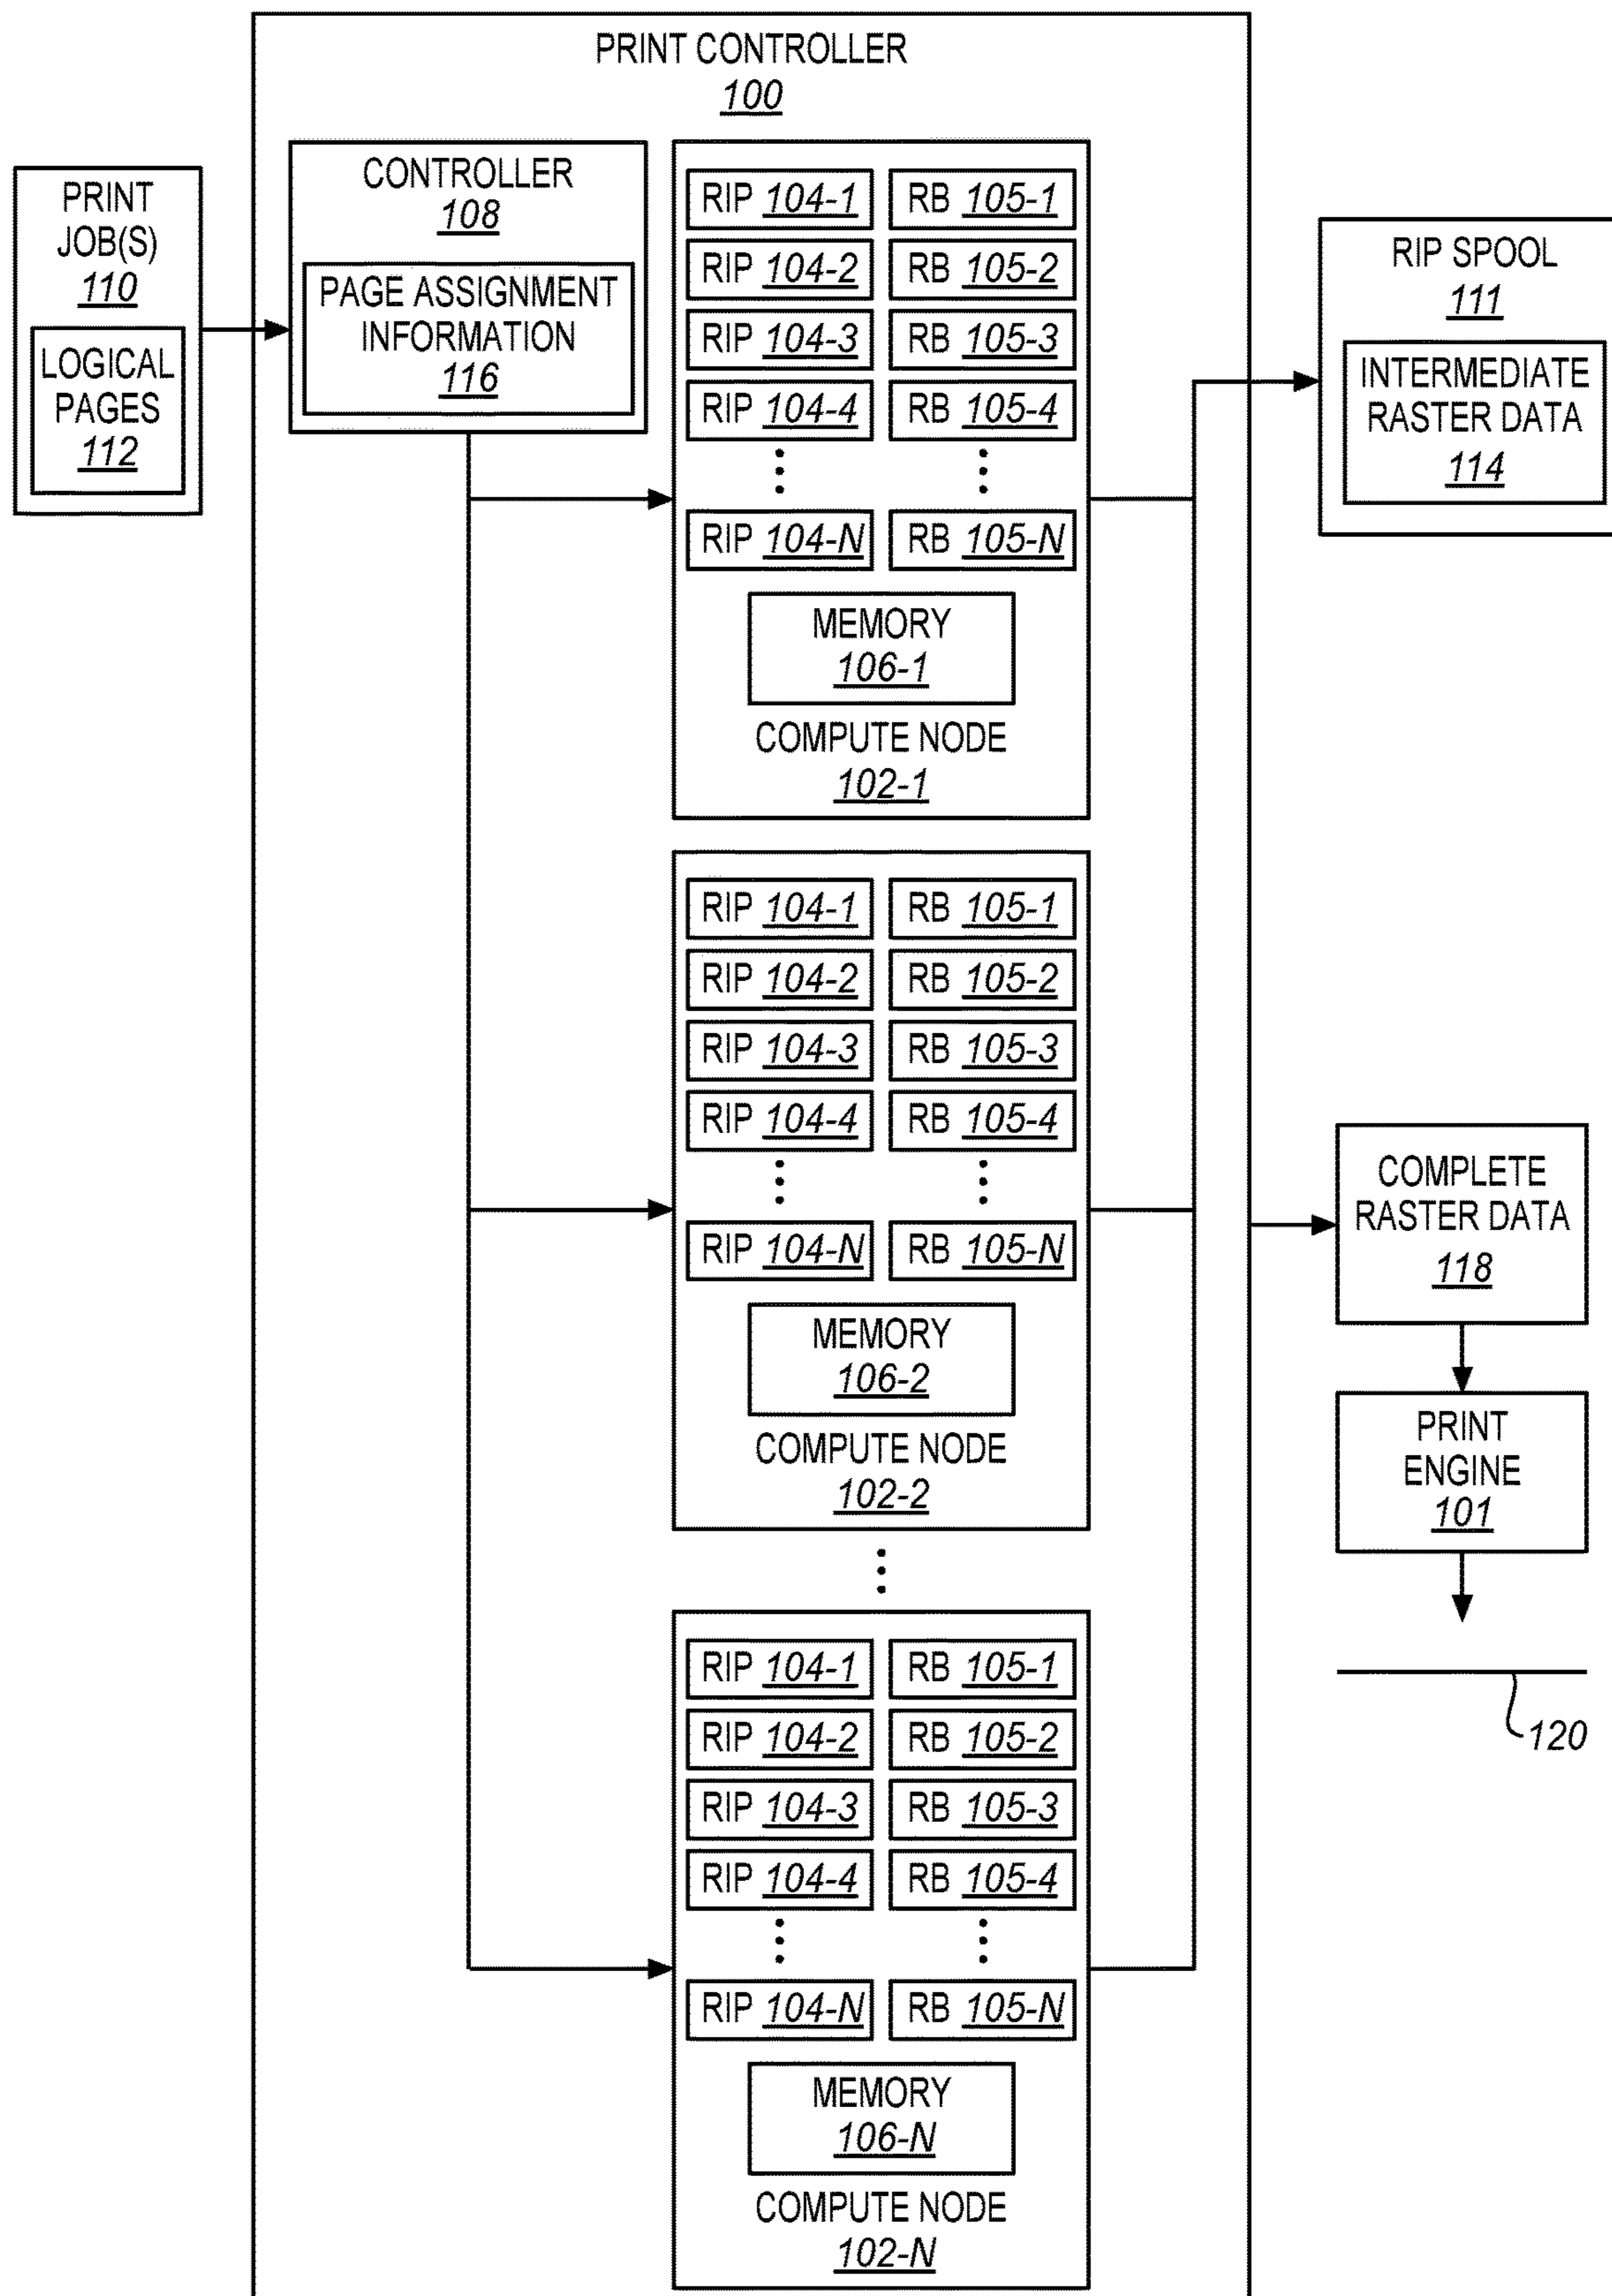 PRINT CONTROLLER
100
PRINT
JOB(S)
110
LOGICAL
PAGES
112
CONTROLLER
108
PAGE ASSIGNMENT
INFORMATION
116
RIP 104-1 RB 105-1
RIP 104-2 RB 105-2
RIP 104-3 RB 105-3
RIP 104-4 RB 105-4
RIP 104-N RB 105-N
MEMORY
106-1
COMPUTE NODE
102-1
RIP 104-1 RB 105-1
RIP 104-2 RB 105-2
RIP 104-3 RB 105-3
RIP 104-4 RB 105-4
RIP 104-N RB 105-N
MEMORY
106-2
COMPUTE NODE
102-2
RIP 104-1 RB 105-1
RIP 104-2 RB 105-2
RIP 104-3 RB 105-3
RIP 104-4 RB 105-4
RIP 104-N RB 105-N
MEMORY
106-N
COMPUTE NODE
102-N
RIP SPOOL
111
INTERMEDIATE
RASTER DATA
114
COMPLETE
RASTER DATA
118
PRINT
ENGINE
101
120